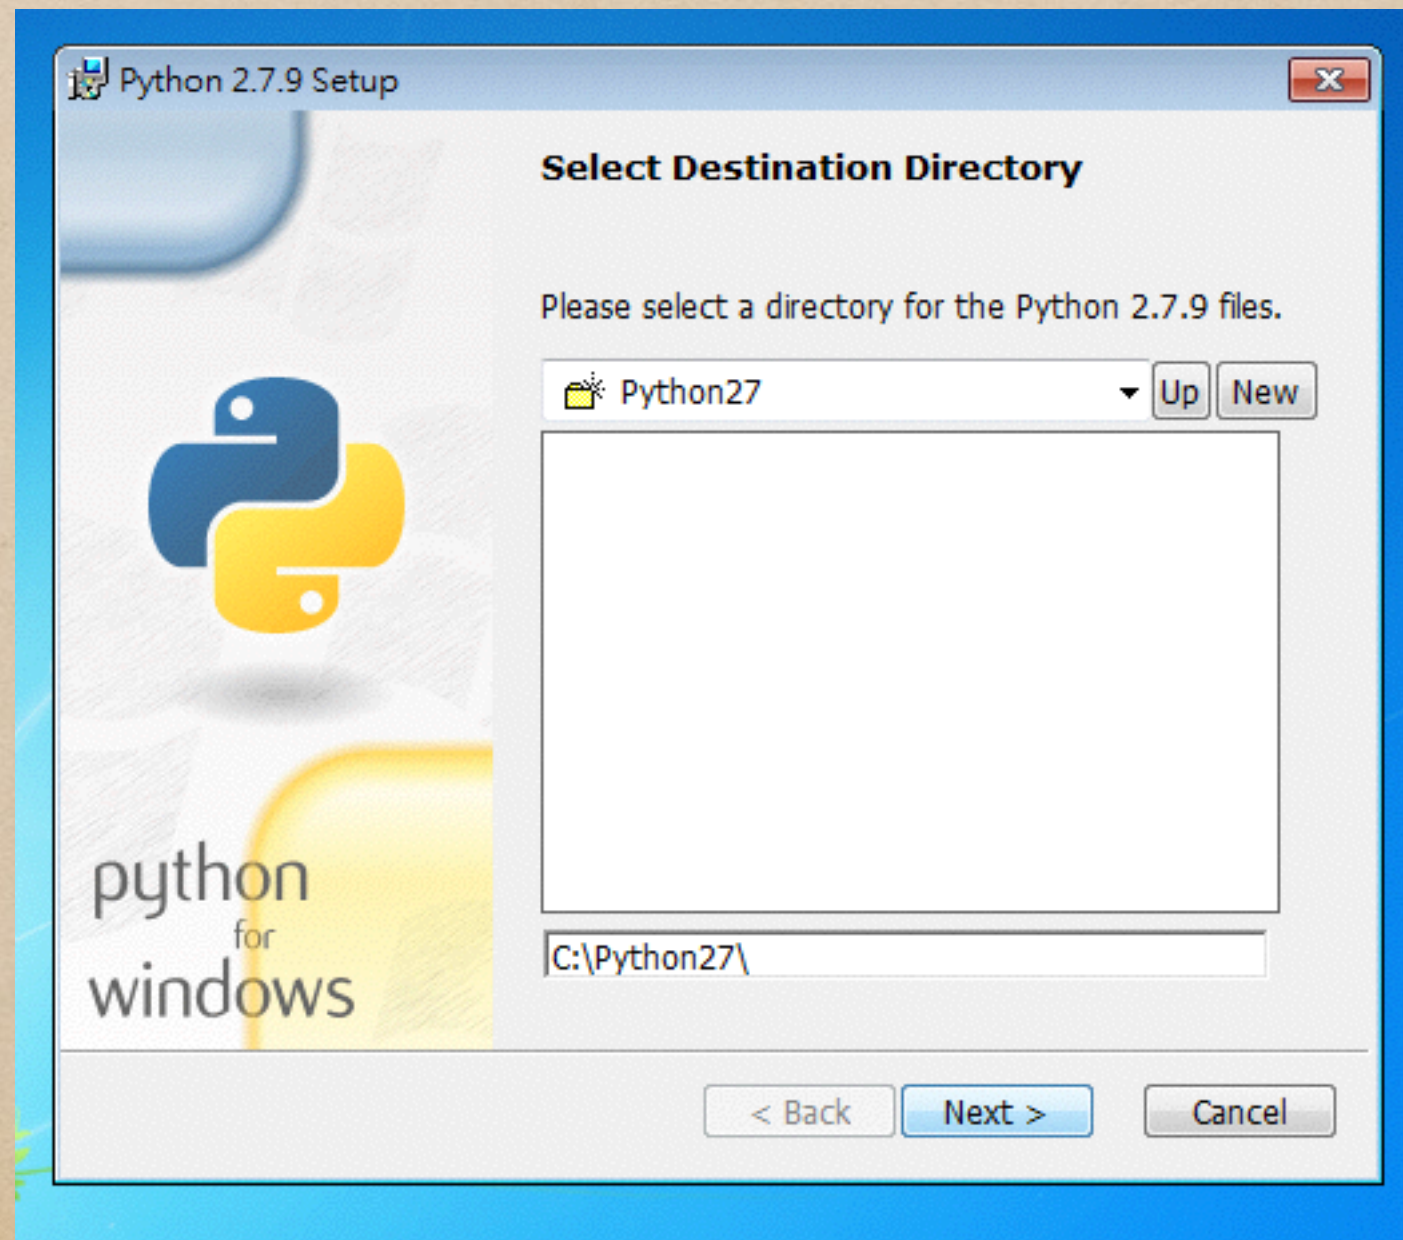 Python 2.7.9 Setup
Select Destination Directory
Please select a directory for the Python 2.7.9 files.
Python27
Up
New
C:\Python27\
python
for
windows
< Back
Next >
Cancel